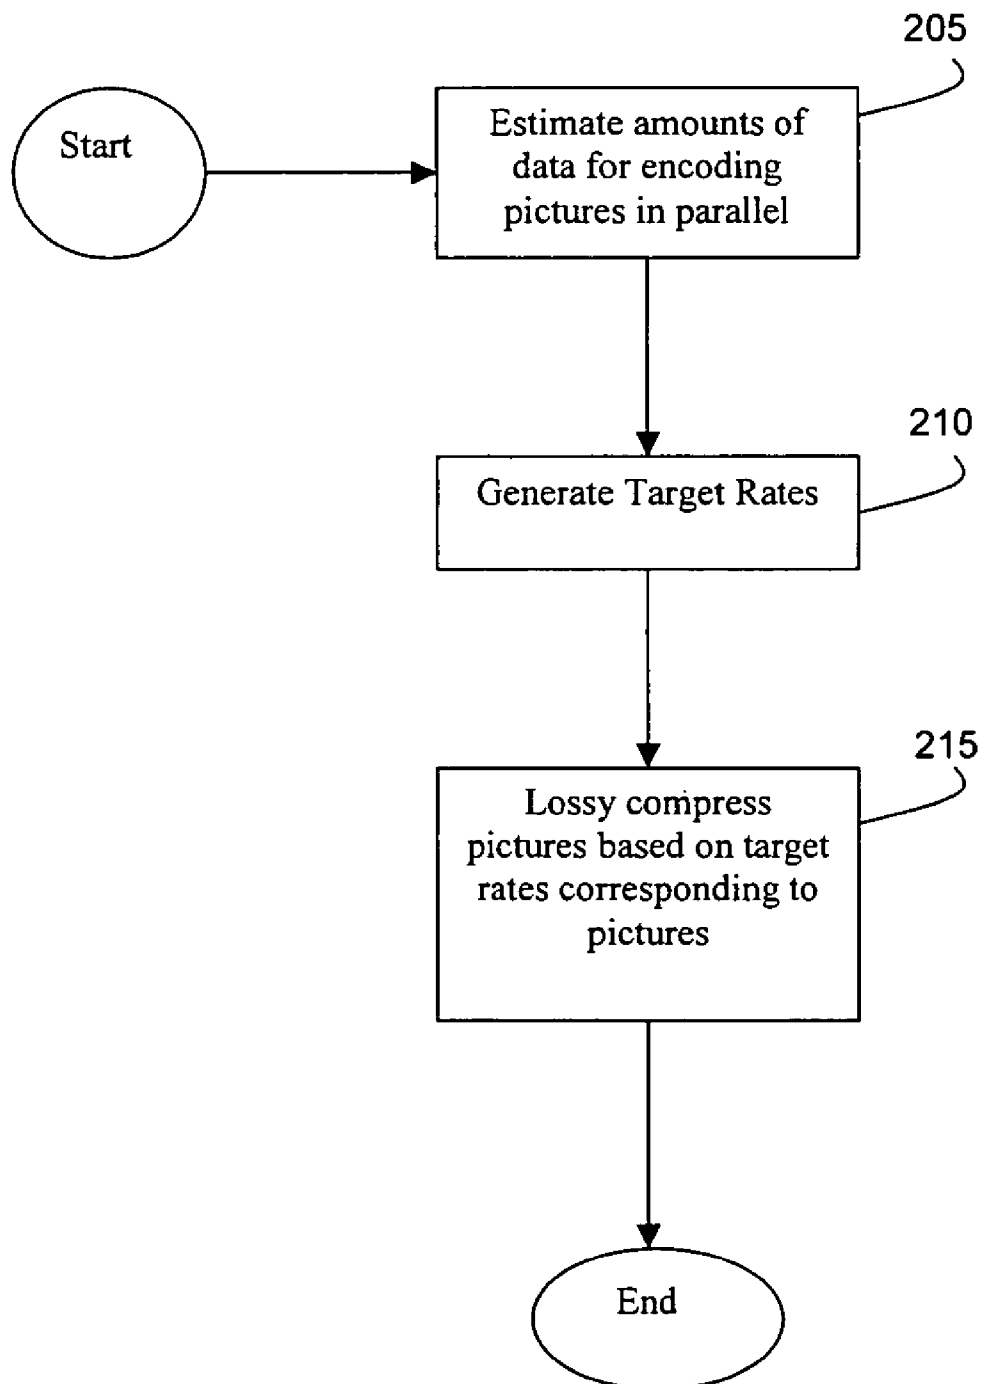 205
Start
Estimate amounts of
data for encoding
pictures in parallel
210
Generate Target Rates
215
Lossy compress
pictures based on target
rates corresponding to
pictures
End